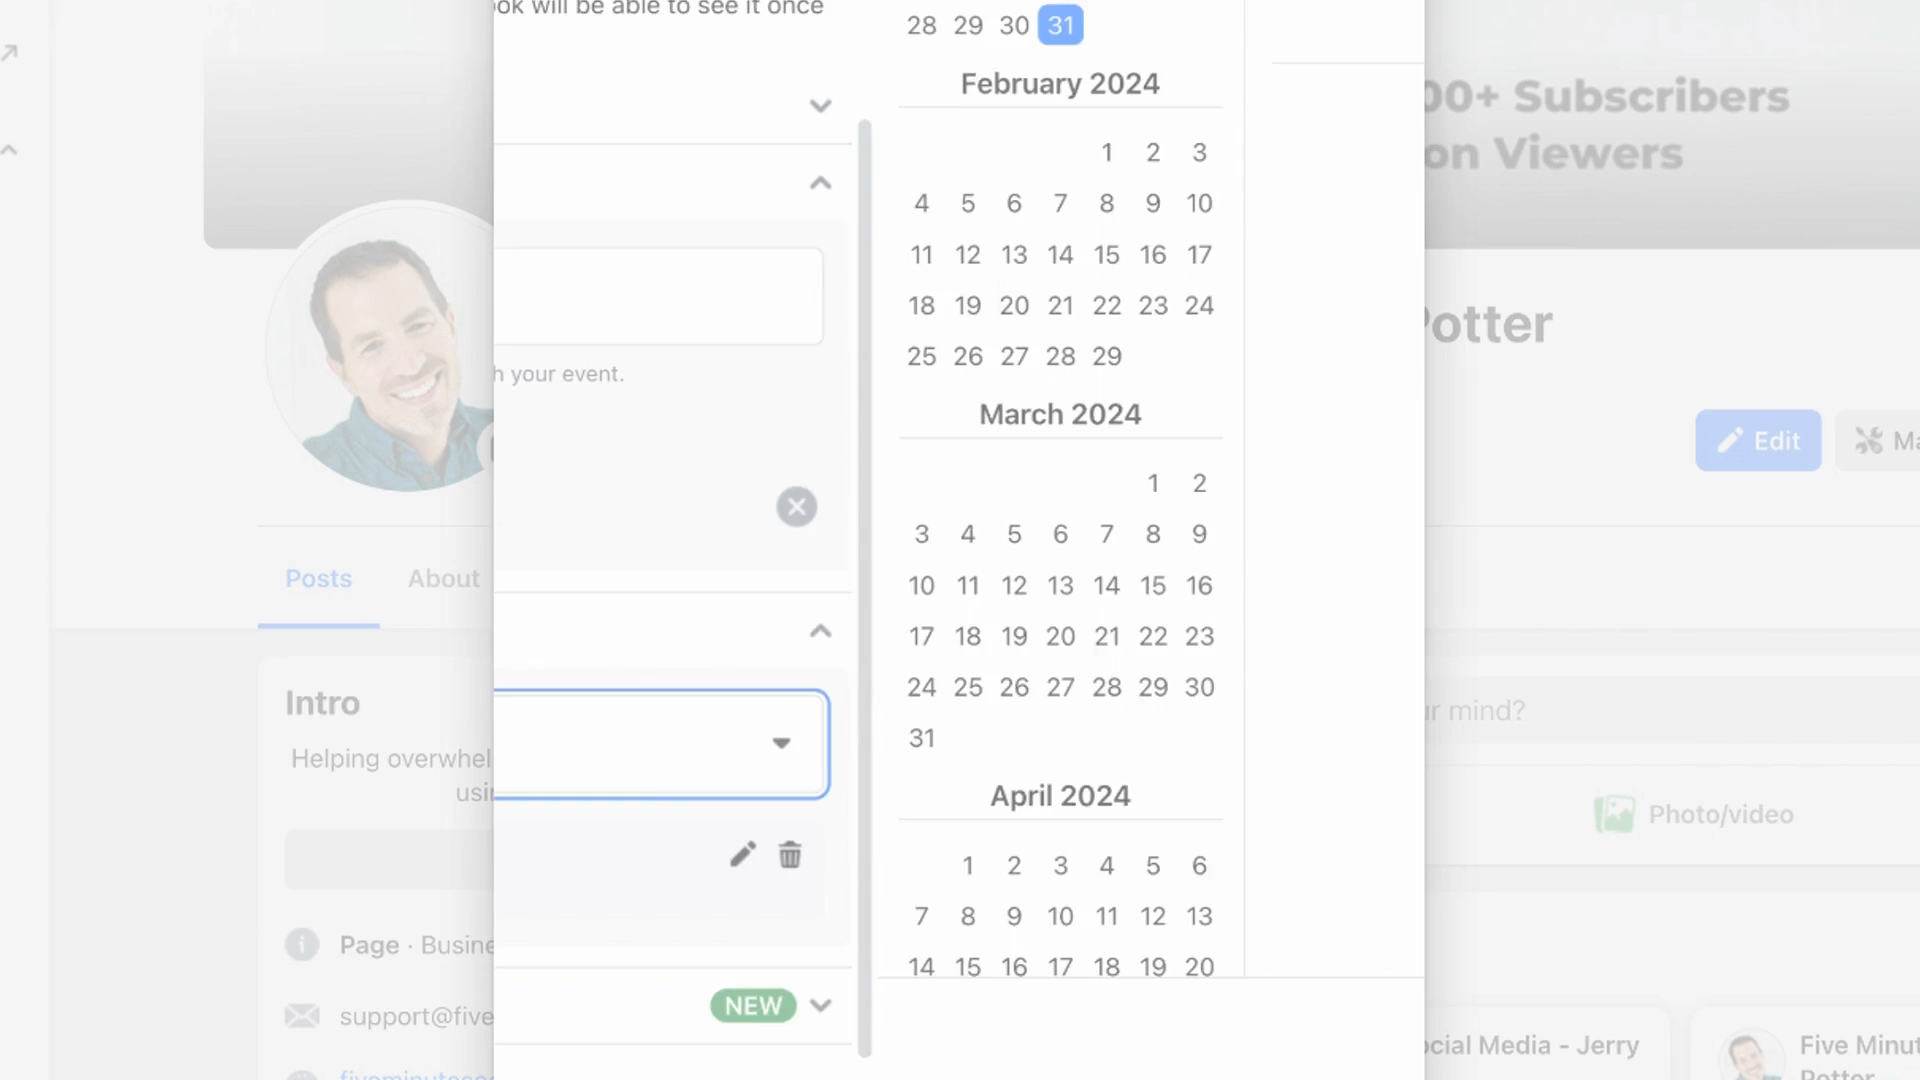 ok will be able to see it once
28 29 30 31
February 2024
1 2 3
4 5 6 7 8 9 10
11 12 13 14 15 16 17
18 19 20 21 22 23 24
25 26 27 28 29
March 2024
1 2
3 4 5 6 7 8 9
10 11 12 13 14 15 16
17 18 19 20 21 22 23
24 25 26 27 28 29 30
31
April 2024
1 2 3 4 5 6
7 8 9 10 11 12 13
14 15 16 17 18 19 20
h your event.
NEW
00+ Subscribers
on Viewers
Potter
Edit
Ma
Posts About
Intro
Helping overwhel
usin
Page · Busine
support@five
ur mind?
Photo/video
ocial Media - Jerry
Five Minut
Potter